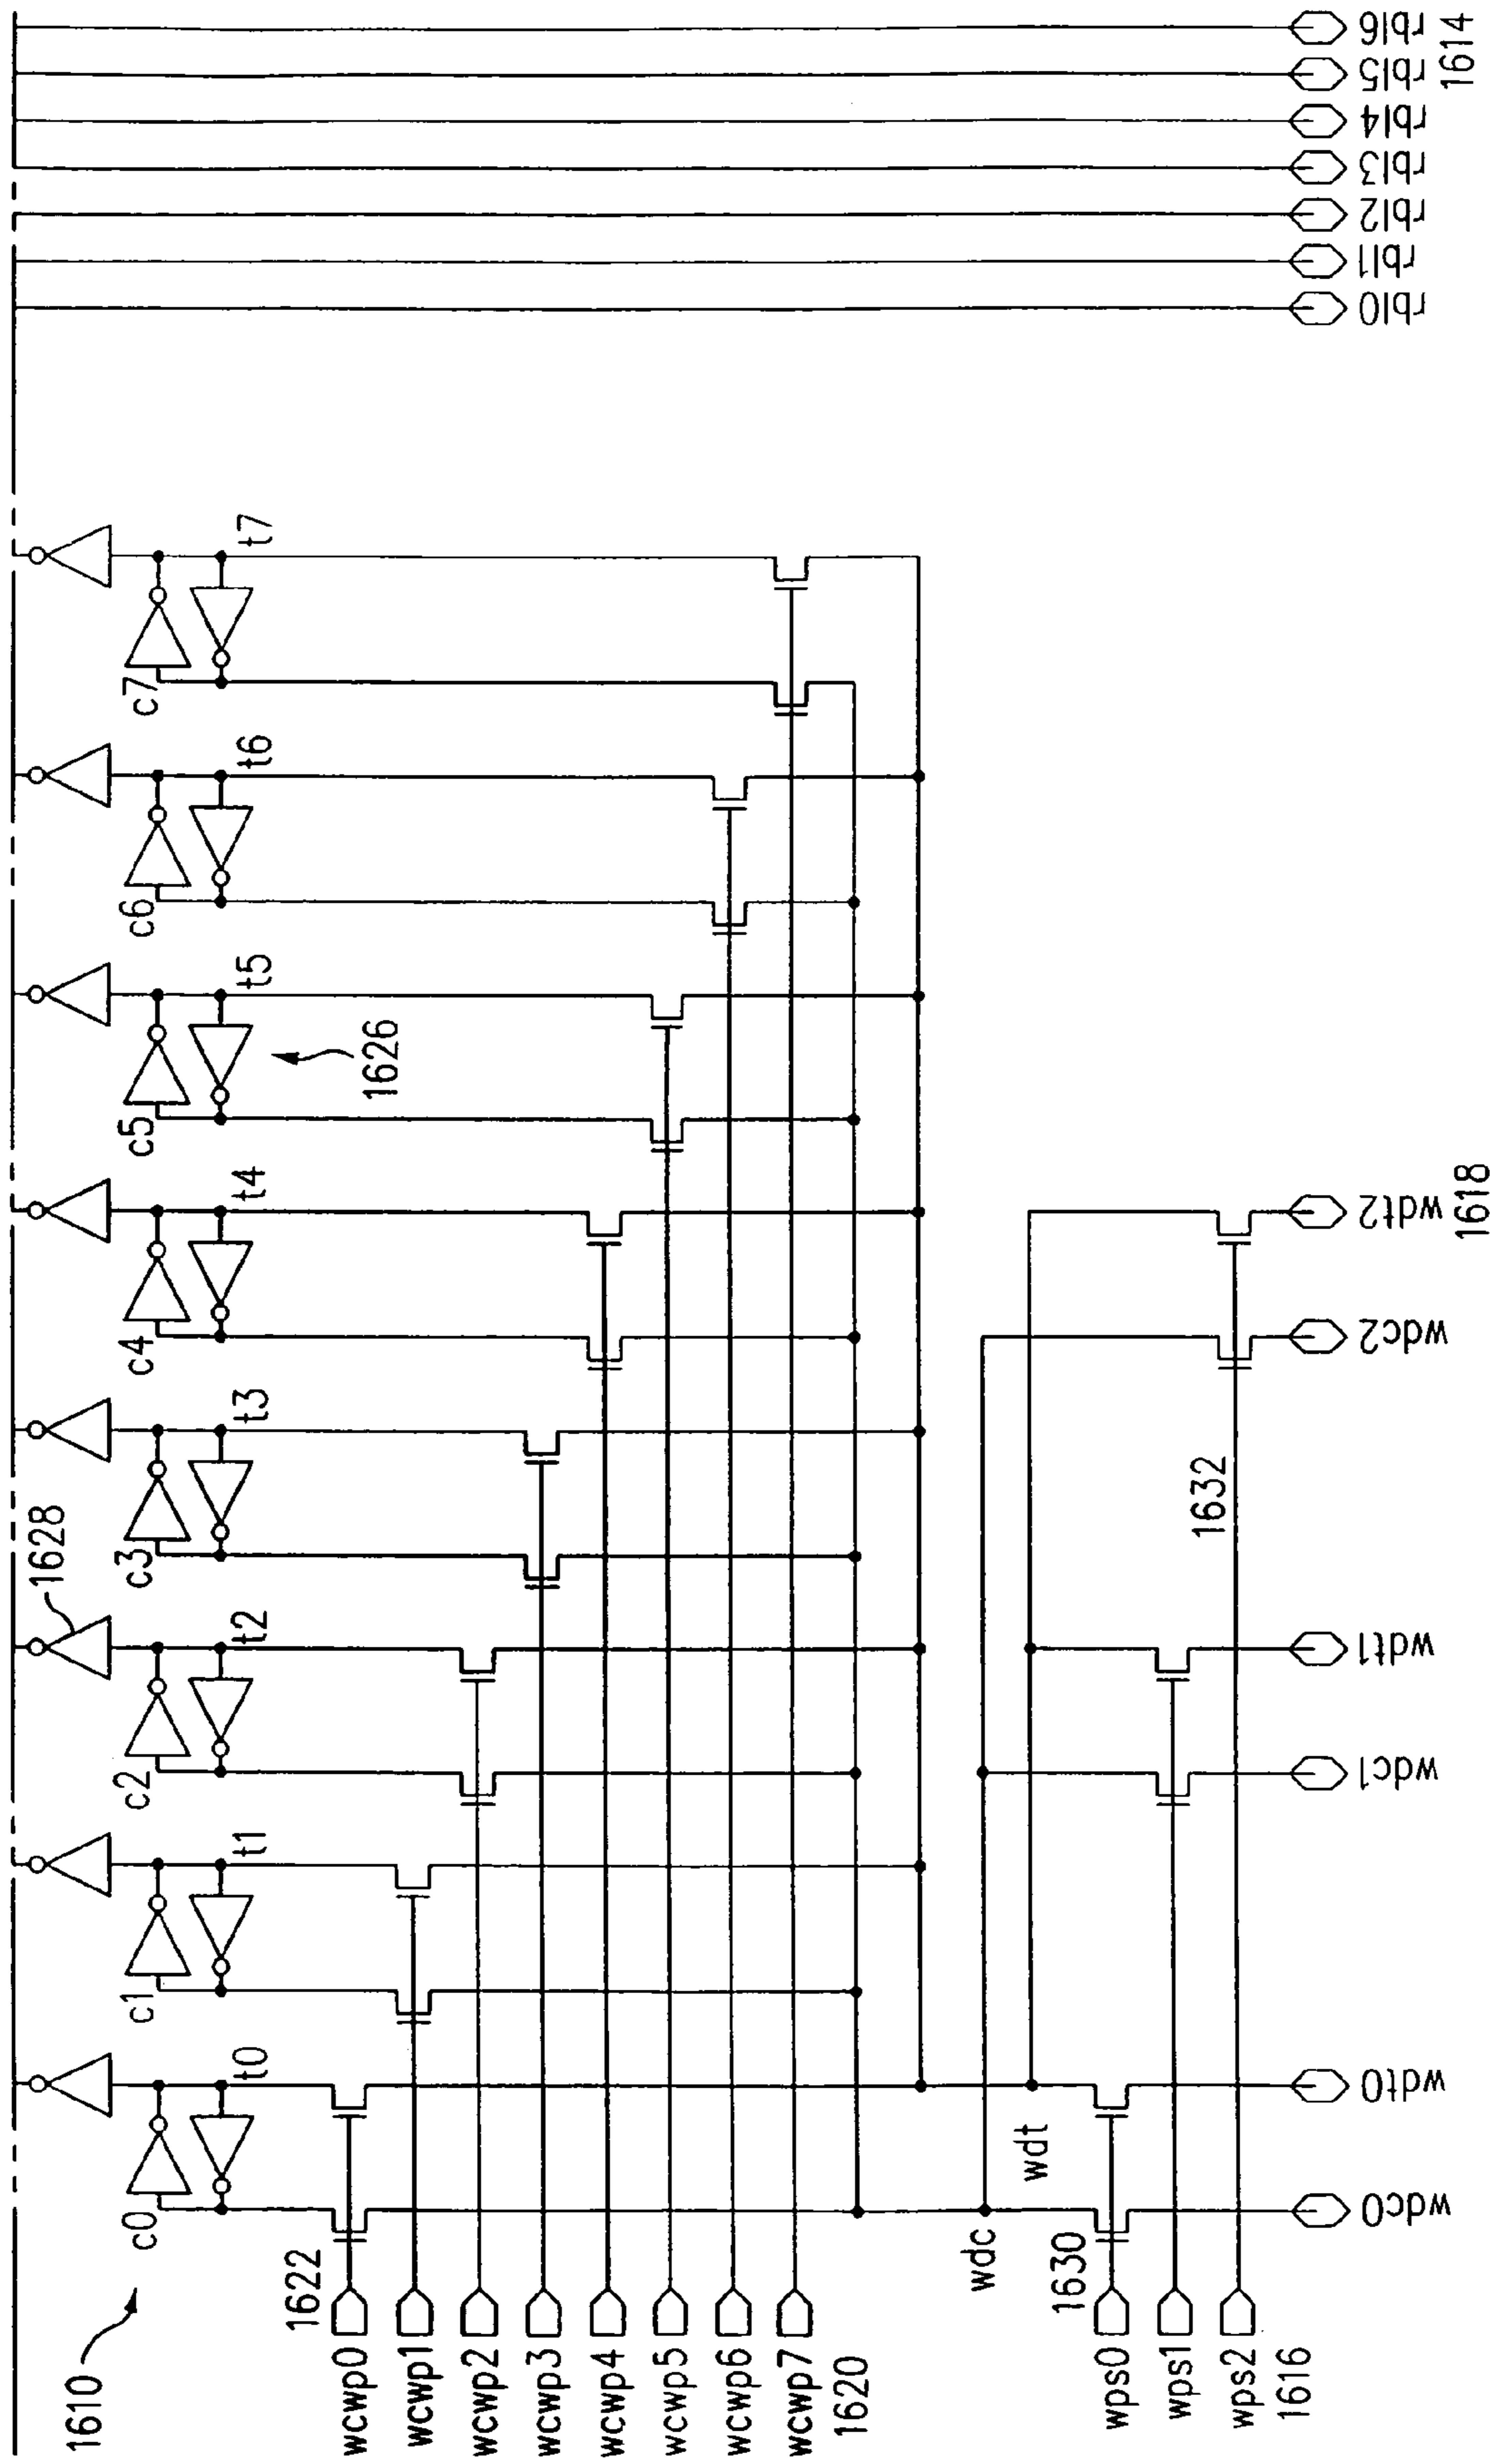 1610
c0
t0
c1
t1
c2
t2
1628
c3
t3
c4
t4
c5
t5
1626
c6
t6
c7
t7
1622
wcwp0
wcwp1
wcwp2
wcwp3
wcwp4
wcwp5
wcwp6
wcwp7
1620
wdc
wdt
1630
1632
wps0
wps1
wps2
1616
wdc0
wdt0
wdc1
wdt1
wdc2
wdt2
1618
rbl0
rbl1
rbl2
rbl3
rbl4
rbl5
rbl6
1614